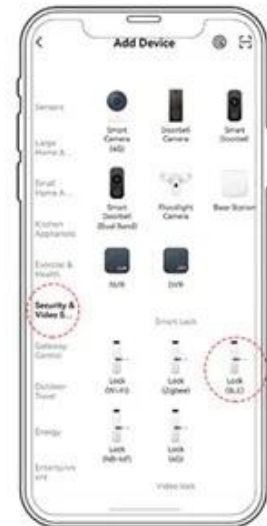 Add Device
Sensors
Large
Home A...
Small
Home A...
Kitchen
Appliances
Exercise &
Health
Security &
Video S...
Gateway
Control
Outdoor
Travel
Energy
Entertainm
ent
Smart
Camera
(4G)
Doorbell
Camera
Smart
Doorbell
Smart
Doorbell
(Dual Band)
Floodlight
Camera
Base Station
NVR
DVR
Smart Lock
Lock
(Wi-Fi)
Lock
(Zigbee)
Lock
(BLE)
Lock
(NB-IoT)
Lock
(4G)
Video lock